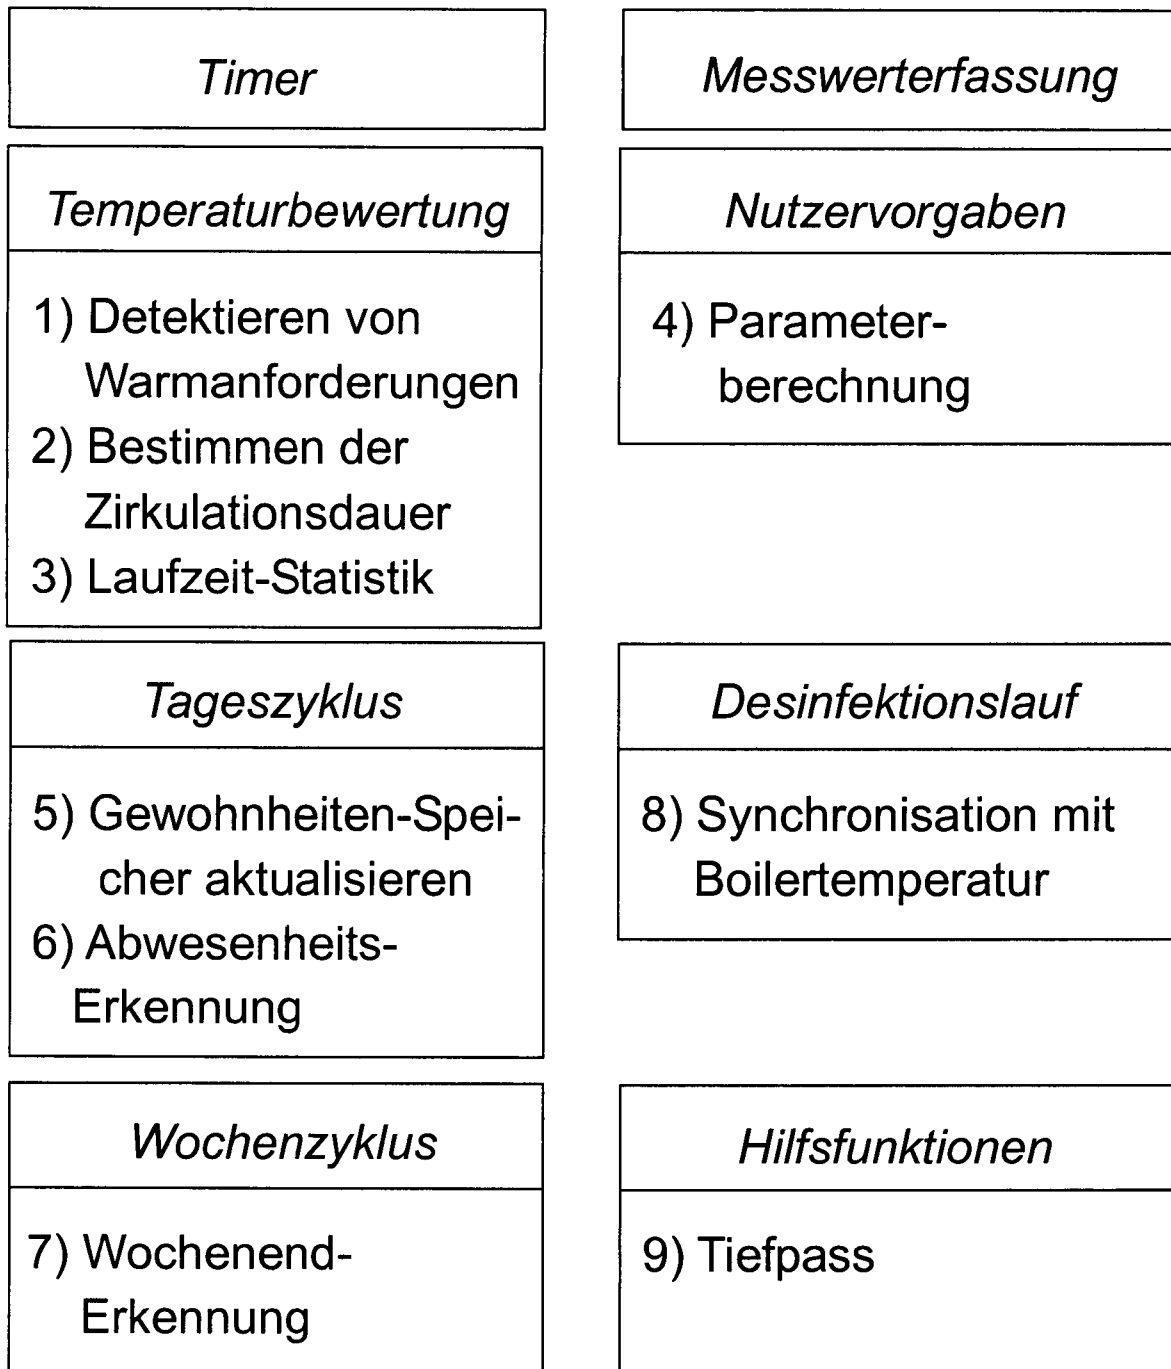 Timer
Messwerterfassung
Temperaturbewertung
1) Detektieren von
Warmanforderungen
2) Bestimmen der
Zirkulationsdauer
3) Laufzeit-Statistik
Nutzervorgaben
4) Parameter-
berechnung
Tageszyklus
5) Gewohnheiten-Spei-
cher aktualisieren
6) Abwesenheits-
Erkennung
Desinfektionslauf
8) Synchronisation mit
Boilertemperatur
Wochenzyklus
7) Wochenend-
Erkennung
Hilfsfunktionen
9) Tiefpass